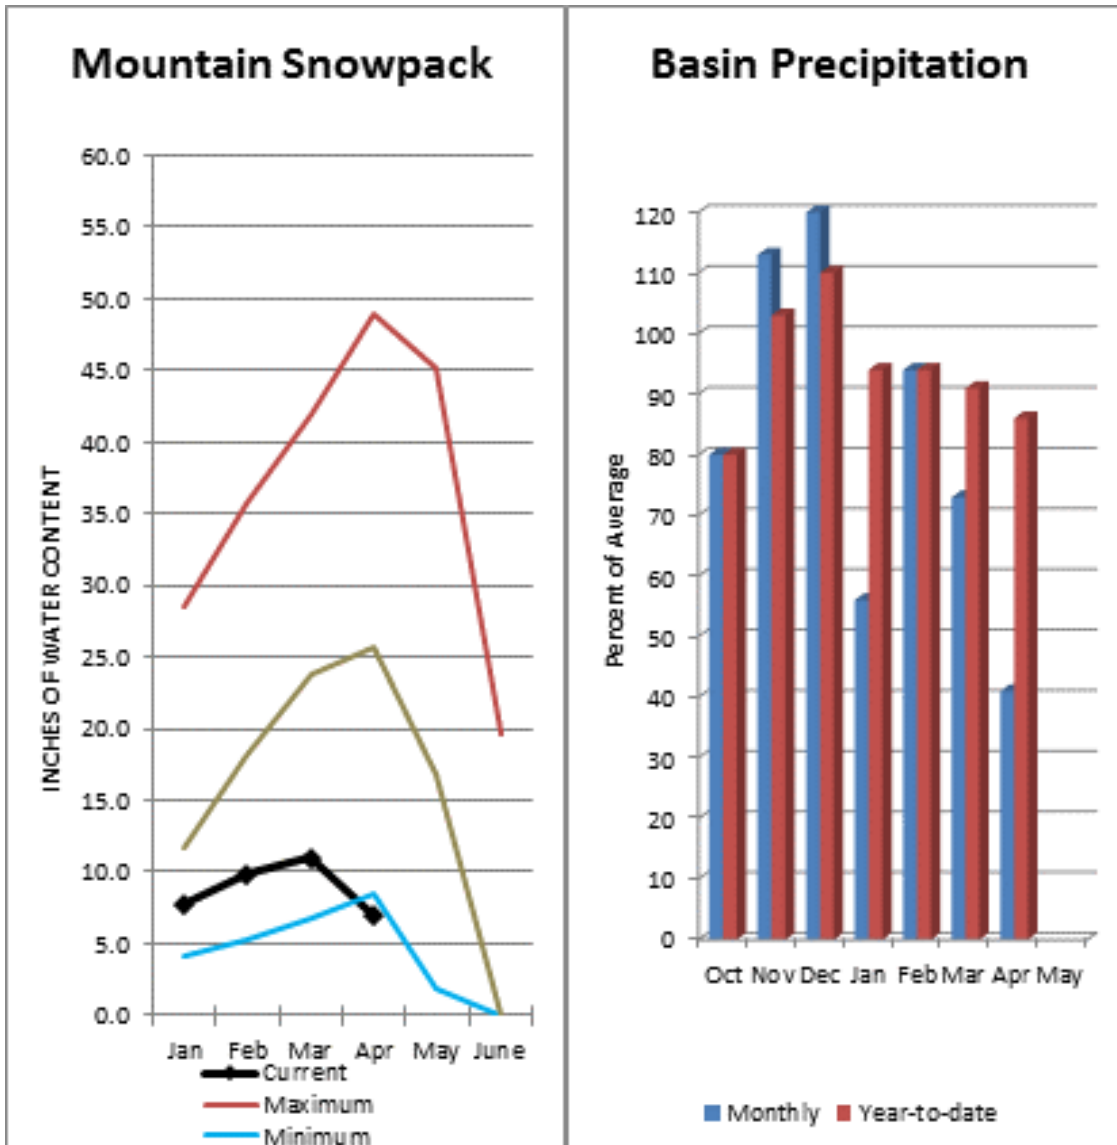 Mountain Snowpack
INCHES OF WATER CONTENT
60.0
55.0
50.0
45.0
40.0
35.0
30.0
25.0
20.0
15.0
10.0
5.0
0.0
Jan Feb Mar Apr May June
Current
Maximum
Minimum
Basin Precipitation
Percent of Average
120
110
100
90
80
70
60
50
40
30
20
10
0
Oct Nov Dec Jan Feb Mar Apr May
Monthly Year-to-date